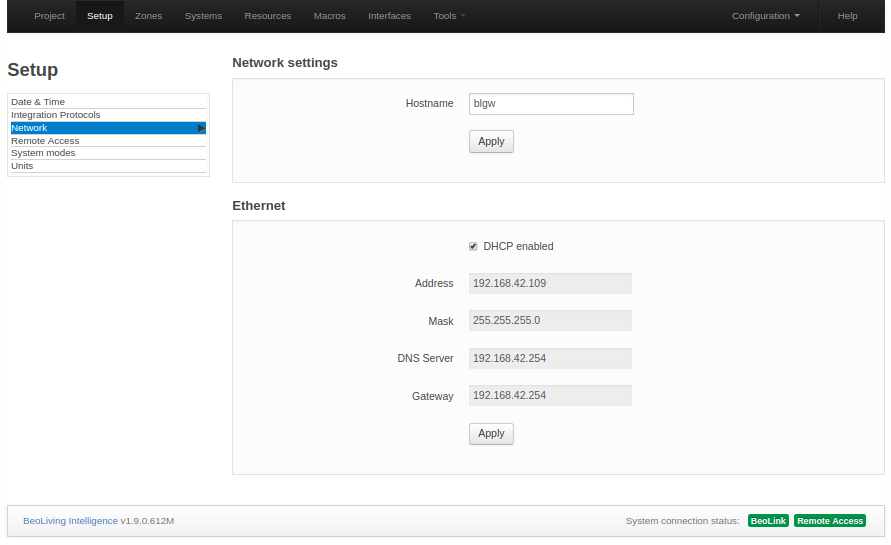 Project Setup Zones Systems Resources Macros Interfaces Tools Configuration Help
Setup
Date & Time
Integration Protocols
Network
Remote Access
System modes
Units
Network settings
Hostname blgw
Apply
Ethernet
DHCP enabled
Address 192.168.42.109
Mask 255.255.255.0
DNS Server 192.168.42.254
Gateway 192.168.42.254
Apply
BeoLiving Intelligence v1.9.0.612M System connection status: BeoLink Remote Access